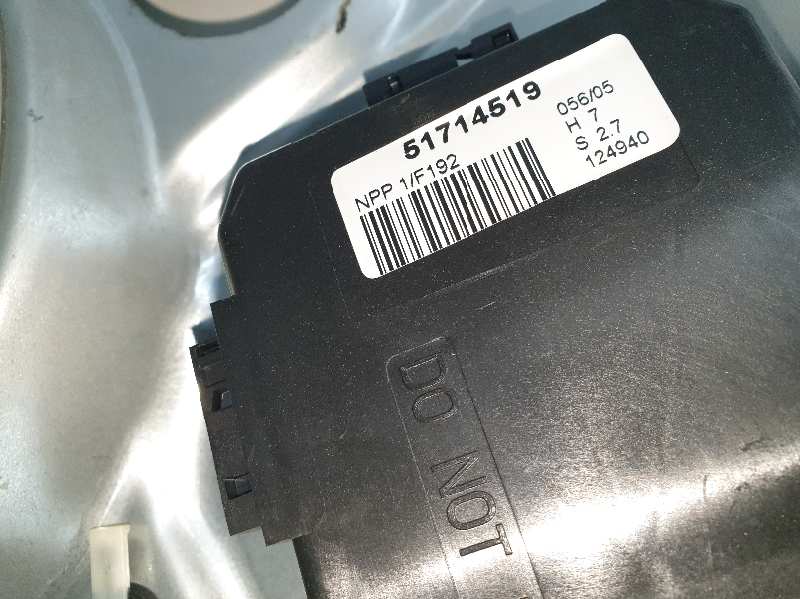 51714519
NPP 1/F192
056/05
H 7
S 2.7
124940
DO NOT